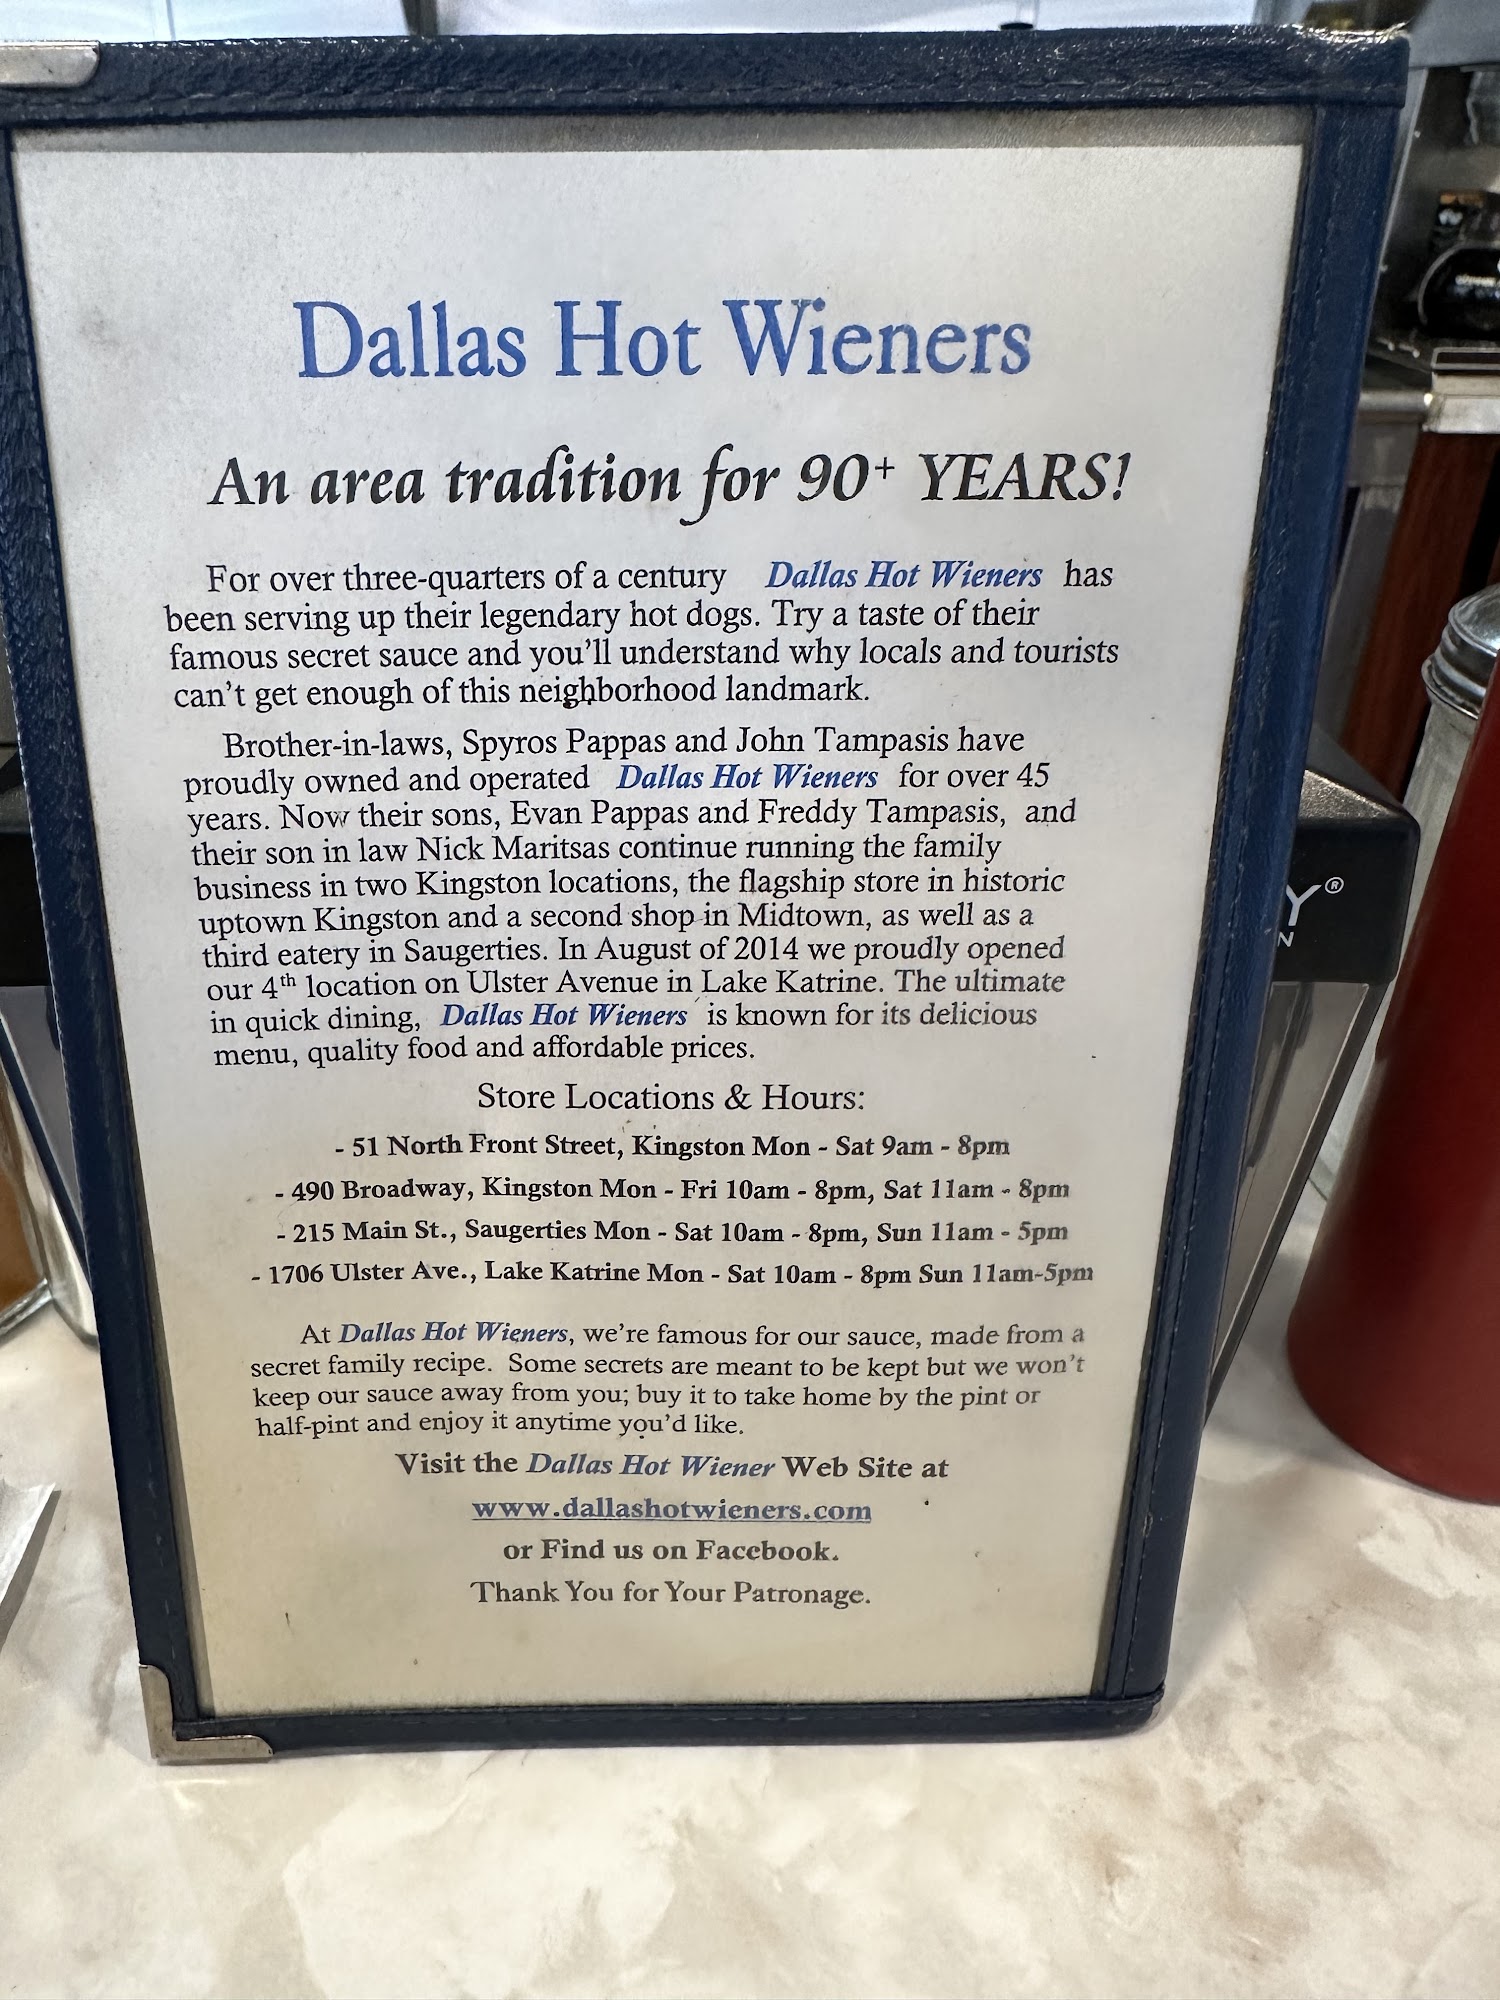 Dallas Hot Wieners
An area tradition for 90+ YEARS!
For over three-quarters of a century Dallas Hot Wieners has
been serving up their legendary hot dogs. Try a taste of their
famous secret sauce and you'll understand why locals and tourists
can't get enough of this neighborhood landmark.
Brother-in-laws, Spyros Pappas and John Tampasis have
proudly owned and operated Dallas Hot Wieners for over 45
years. Now their sons, Evan Pappas and Freddy Tampasis, and
their son in law Nick Maritsas continue running the family
business in two Kingston locations, the flagship store in historic
uptown Kingston and a second shop in Midtown, as well as a
third eatery in Saugerties. In August of 2014 we proudly opened
our 4th location on Ulster Avenue in Lake Katrine. The ultimate
in quick dining, Dallas Hot Wieners is known for its delicious
menu, quality food and affordable prices.
Store Locations & Hours:
- 51 North Front Street, Kingston Mon - Sat 9am - 8pm
- 490 Broadway, Kingston Mon - Fri 10am - 8pm, Sat 11am - 8pm
- 215 Main St., Saugerties Mon - Sat 10am - 8pm, Sun 11am - 5pm
- 1706 Ulster Ave., Lake Katrine Mon - Sat 10am - 8pm Sun 11am-5pm
At Dallas Hot Wieners, we're famous for our sauce, made from a
secret family recipe. Some secrets are meant to be kept but we won't
keep our sauce away from you; buy it to take home by the pint or
half-pint and enjoy it anytime you'd like.
Visit the Dallas Hot Wiener Web Site at
www.dallashotwieners.com
or Find us on Facebook.
Thank You for Your Patronage.